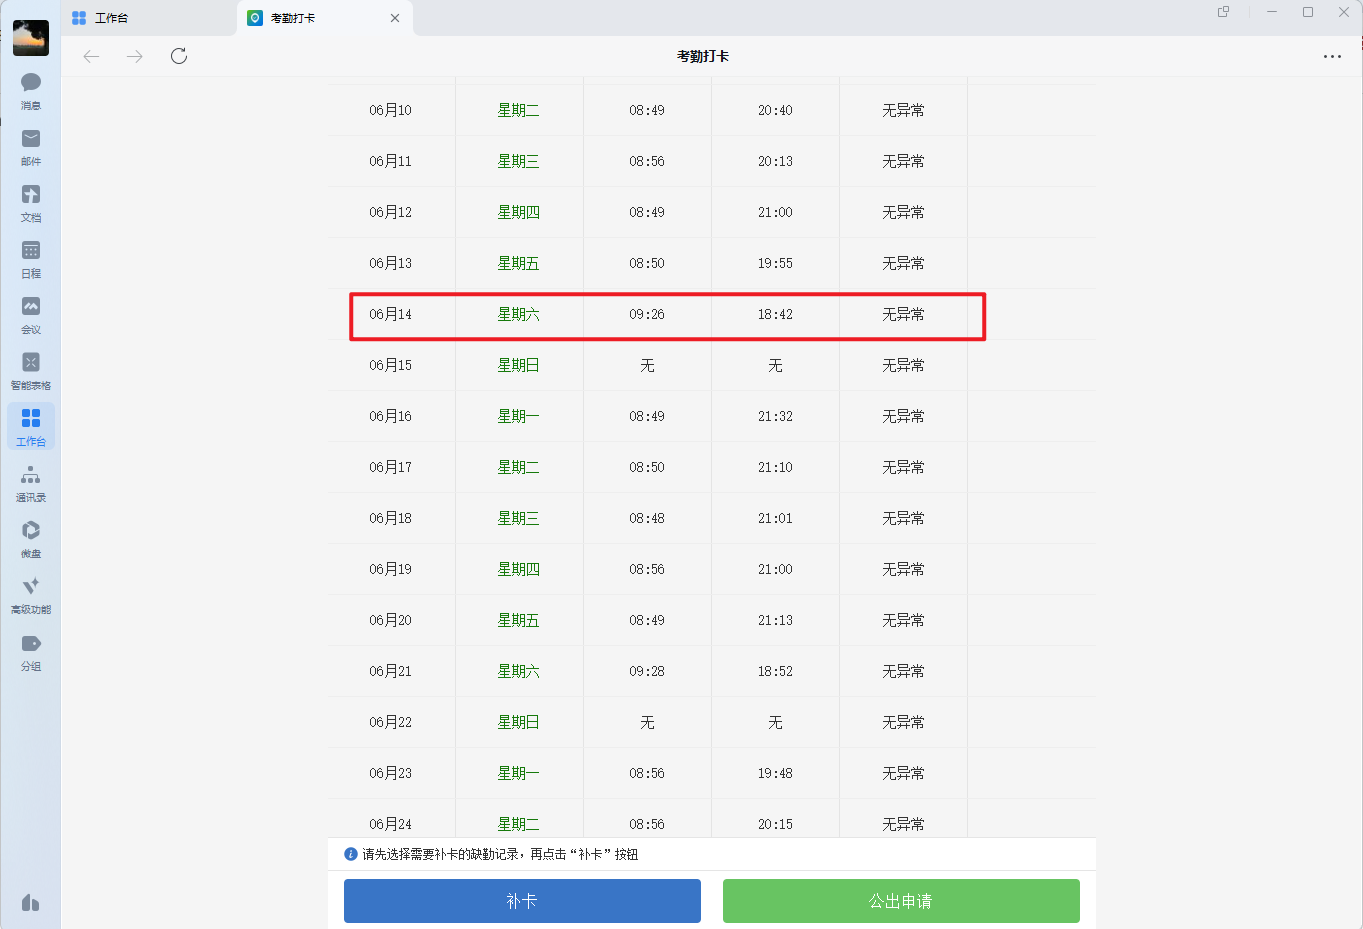 工作台
考勤打卡
考勤打卡
消息
邮件
文档
日程
会议
智能表格
工作台
通讯录
微盘
高级功能
分组
06月10 星期二 08:49 20:40 无异常
06月11 星期三 08:56 20:13 无异常
06月12 星期四 08:49 21:00 无异常
06月13 星期五 08:50 19:55 无异常
06月14 星期六 09:26 18:42 无异常
06月15 星期日 无 无 无异常
06月16 星期一 08:49 21:32 无异常
06月17 星期二 08:50 21:10 无异常
06月18 星期三 08:48 21:01 无异常
06月19 星期四 08:56 21:00 无异常
06月20 星期五 08:49 21:13 无异常
06月21 星期六 09:28 18:52 无异常
06月22 星期日 无 无 无异常
06月23 星期一 08:56 19:48 无异常
06月24 星期二 08:56 20:15 无异常
请先选择需要补卡的缺勤记录，再点击“补卡”按钮
补卡
公出申请